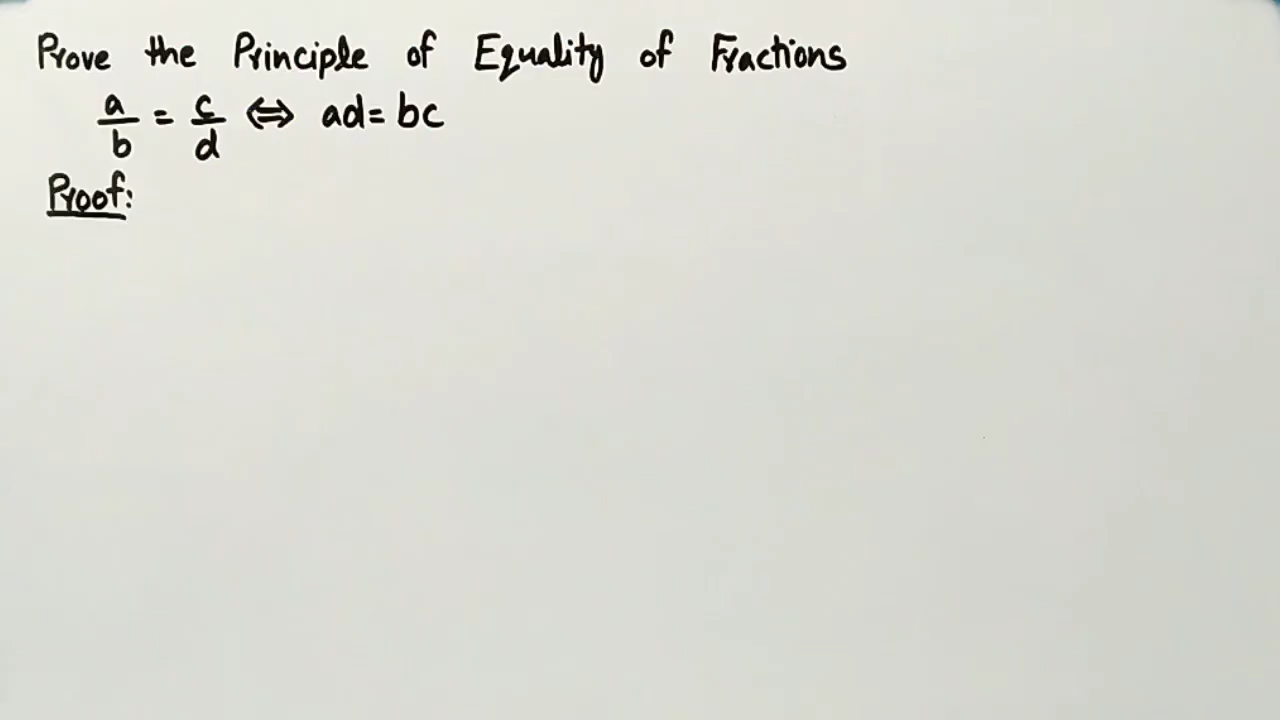 Prove the Principle of Equality of Fractions
a/b = c/d ⇔ ad = bc
Proof: